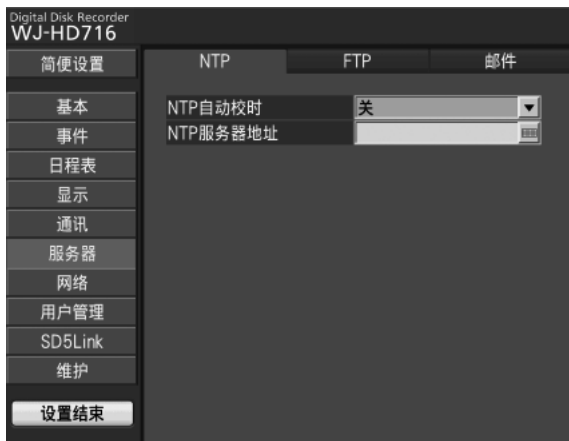 Digital Disk Recorder
WJ-HD716
简便设置
NTP FTP 邮件
基本
NTP自动校时 关
事件
NTP服务器地址
日程表
显示
通讯
服务器
网络
用户管理
SD5Link
维护
设置结束